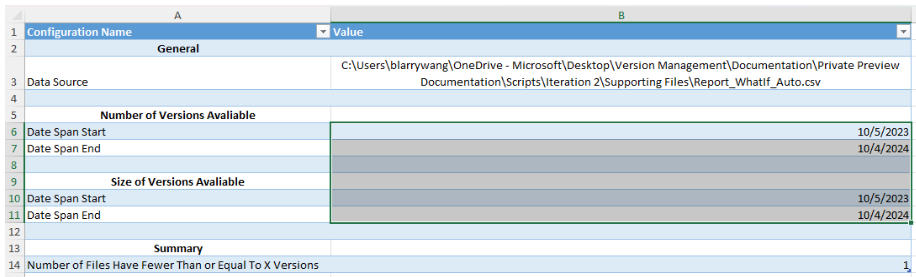 A B
1 Configuration Name Value
2 General
C:\Users\blarrywang\OneDrive - Microsoft\Desktop\Version Management\Documentation\Private Preview
3 Data Source Documentation\Scripts\Iteration 2\Supporting Files\Report_WhatIf_Auto.csv
4
5 Number of Versions Avaliable
6 Date Span Start 10/5/2023
7 Date Span End 10/4/2024
8
9 Size of Versions Avaliable
10 Date Span Start 10/5/2023
11 Date Span End 10/4/2024
12
13 Summary
14 Number of Files Have Fewer Than or Equal To X Versions 1